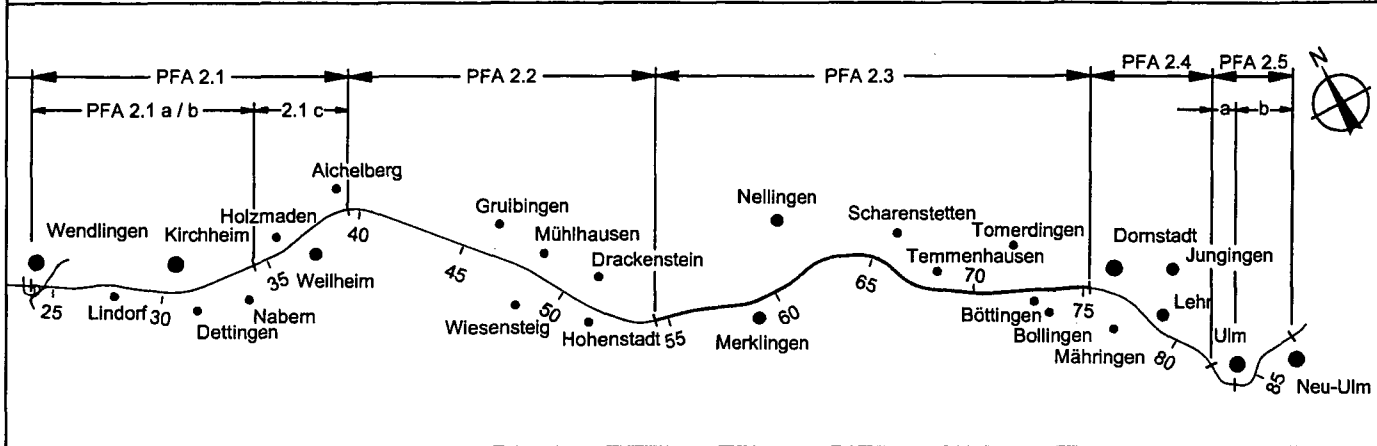 PFA 2.1
PFA 2.2
PFA 2.3
PFA 2.4
PFA 2.5
N
PFA 2.1 a / b
2.1 c
a
b
Aichelberg
Wendlingen
Holzmaden
Kirchheim
Weilheim
Lindorf
Dettingen
Nabern
Gruibingen
Mühlhausen
Drackenstein
Wiesensteig
Hohenstadt
Nellingen
Merklingen
Scharenstetten
Temmenhausen
Tomerdingen
Böttingen
Bollingen
Mähringen
Dornstadt
Jungingen
Lehr
Ulm
Neu-Ulm
25
30
35
40
45
50
55
60
65
70
75
80
85